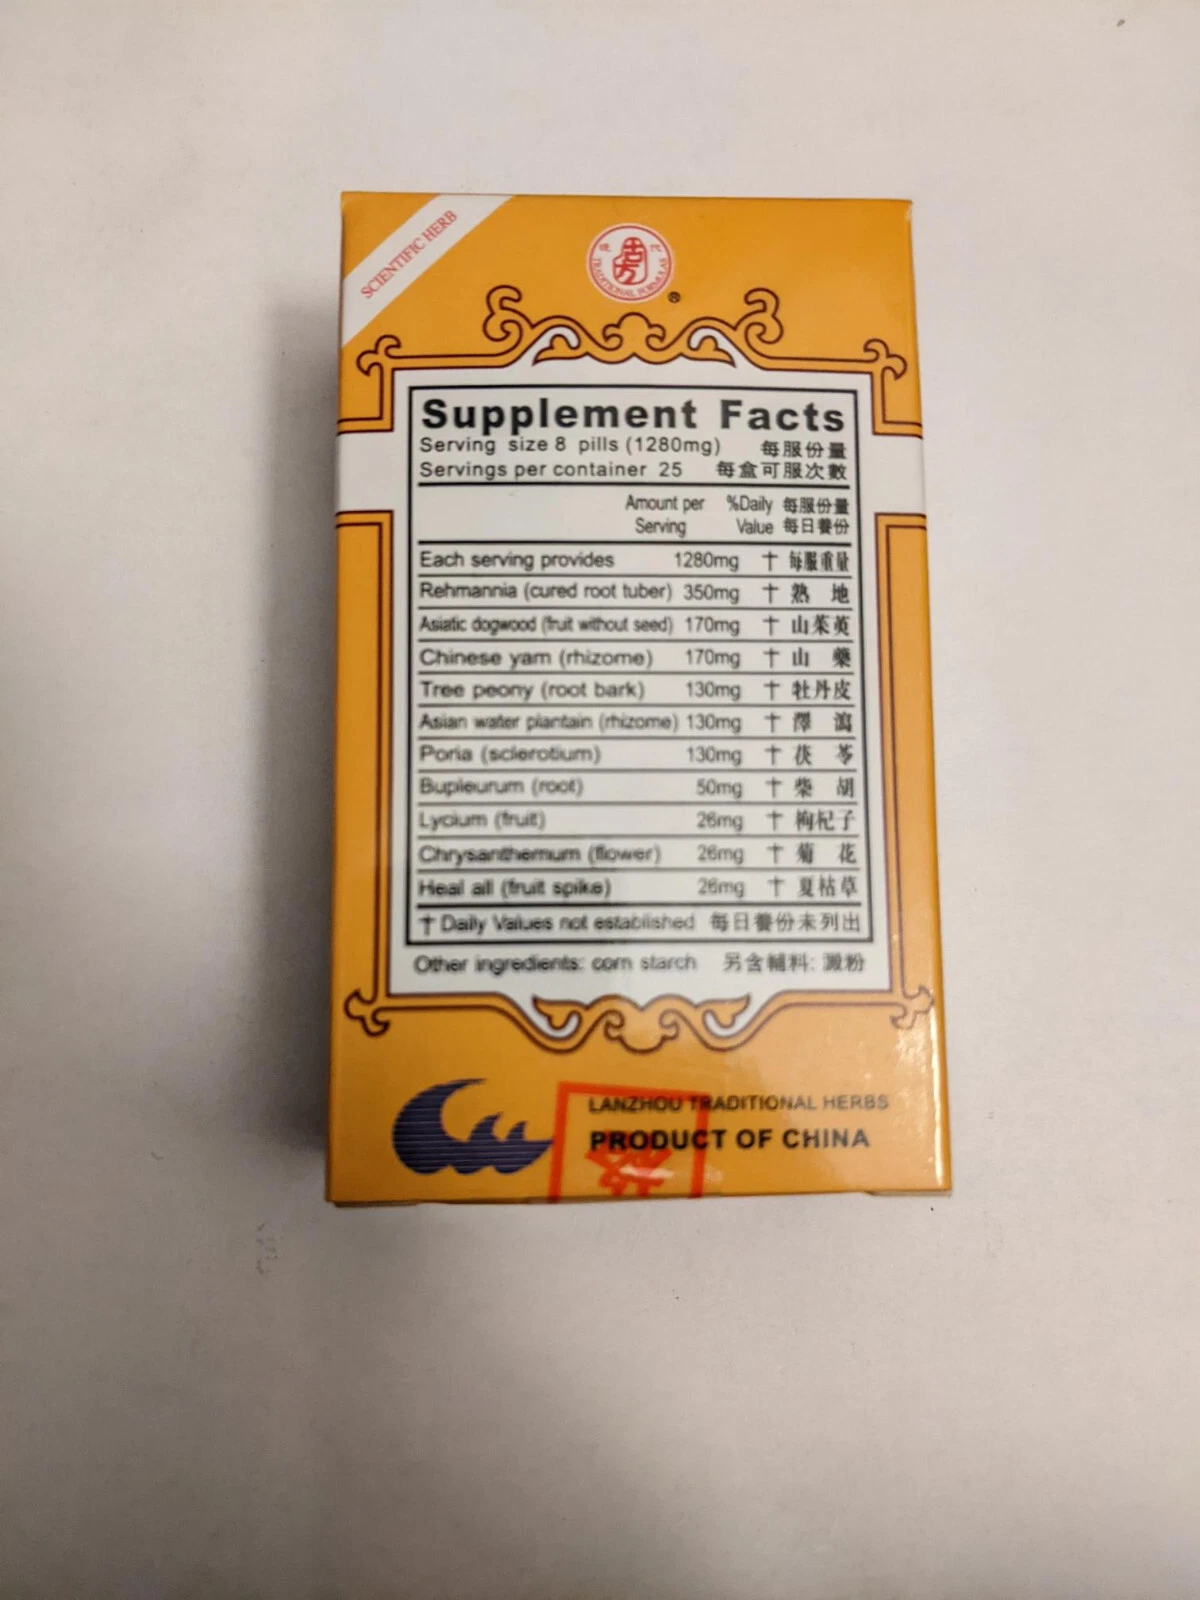 SCIENTIFIC HERB
古方
TRADITIONAL FORMULAS
®
Supplement Facts
Serving size 8 pills (1280mg) 每服份量
Servings per container 25 每盒可服次數
Amount per Serving %Daily Value 每服份量 每日養份
Each serving provides 1280mg † 每服重量
Rehmannia (cured root tuber) 350mg † 熟 地
Asiatic dogwood (fruit without seed) 170mg † 山茱萸
Chinese yam (rhizome) 170mg † 山 藥
Tree peony (root bark) 130mg † 牡丹皮
Asian water plantain (rhizome) 130mg † 澤 瀉
Poria (sclerotium) 130mg † 茯 苓
Bupleurum (root) 50mg † 柴 胡
Lycium (fruit) 26mg † 枸杞子
Chrysanthemum (flower) 26mg † 菊 花
Heal all (fruit spike) 26mg † 夏枯草
† Daily Values not established 每日養份未列出
Other ingredients: corn starch 另含輔料: 澱粉
LANZHOU TRADITIONAL HERBS
PRODUCT OF CHINA